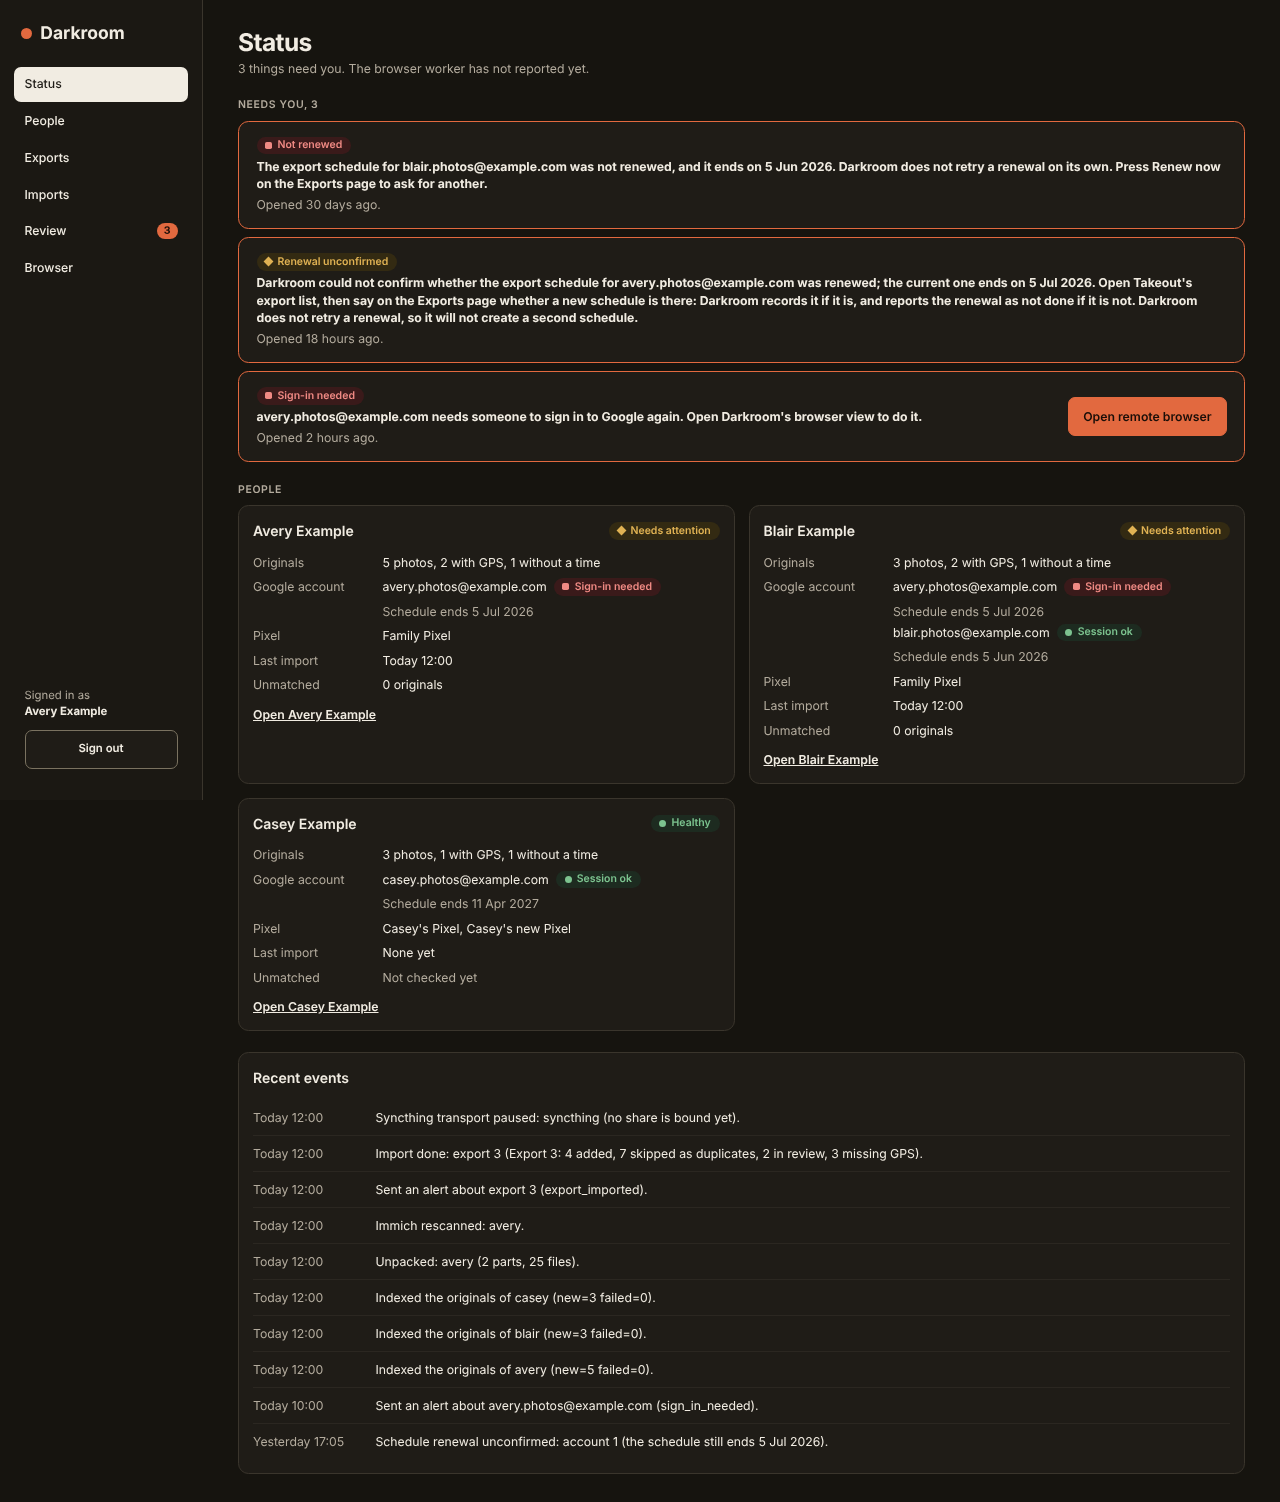 Darkroom
Status
People
Exports
Imports
Review 3
Browser
Signed in as
Avery Example
Sign out
Status
3 things need you. The browser worker has not reported yet.
NEEDS YOU, 3
Not renewed
The export schedule for blair.photos@example.com was not renewed, and it ends on 5 Jun 2026. Darkroom does not retry a renewal on its own. Press Renew now
on the Exports page to ask for another.
Opened 30 days ago.
Renewal unconfirmed
Darkroom could not confirm whether the export schedule for avery.photos@example.com was renewed; the current one ends on 5 Jul 2026. Open Takeout's
export list, then say on the Exports page whether a new schedule is there: Darkroom records it if it is, and reports the renewal as not done if it is not. Darkroom
does not retry a renewal, so it will not create a second schedule.
Opened 18 hours ago.
Sign-in needed
avery.photos@example.com needs someone to sign in to Google again. Open Darkroom's browser view to do it.
Opened 2 hours ago.
Open remote browser
PEOPLE
Avery Example Needs attention
Originals 5 photos, 2 with GPS, 1 without a time
Google account avery.photos@example.com Sign-in needed
Schedule ends 5 Jul 2026
Pixel Family Pixel
Last import Today 12:00
Unmatched 0 originals
Open Avery Example
Blair Example Needs attention
Originals 3 photos, 2 with GPS, 1 without a time
Google account avery.photos@example.com Sign-in needed
Schedule ends 5 Jul 2026
blair.photos@example.com Session ok
Schedule ends 5 Jun 2026
Pixel Family Pixel
Last import Today 12:00
Unmatched 0 originals
Open Blair Example
Casey Example Healthy
Originals 3 photos, 1 with GPS, 1 without a time
Google account casey.photos@example.com Session ok
Schedule ends 11 Apr 2027
Pixel Casey's Pixel, Casey's new Pixel
Last import None yet
Unmatched Not checked yet
Open Casey Example
Recent events
Today 12:00 Syncthing transport paused: syncthing (no share is bound yet).
Today 12:00 Import done: export 3 (Export 3: 4 added, 7 skipped as duplicates, 2 in review, 3 missing GPS).
Today 12:00 Sent an alert about export 3 (export_imported).
Today 12:00 Immich rescanned: avery.
Today 12:00 Unpacked: avery (2 parts, 25 files).
Today 12:00 Indexed the originals of casey (new=3 failed=0).
Today 12:00 Indexed the originals of blair (new=3 failed=0).
Today 12:00 Indexed the originals of avery (new=5 failed=0).
Today 10:00 Sent an alert about avery.photos@example.com (sign_in_needed).
Yesterday 17:05 Schedule renewal unconfirmed: account 1 (the schedule still ends 5 Jul 2026).